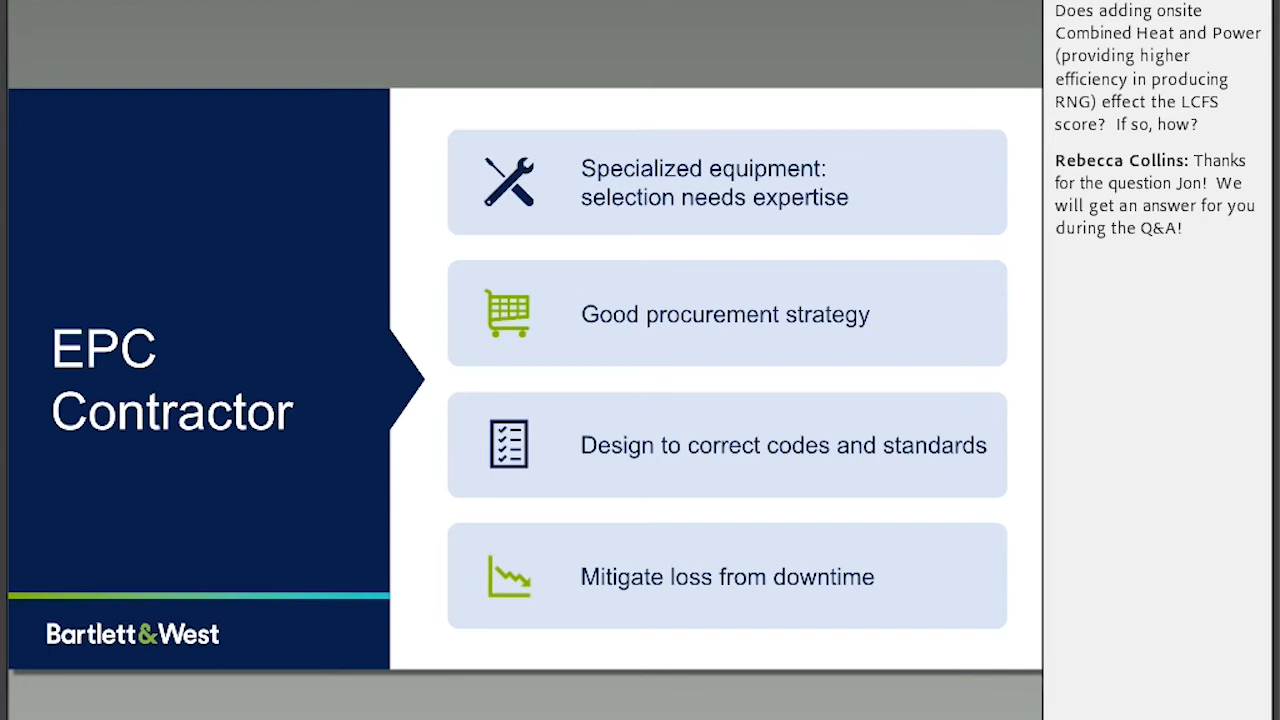 EPC
Contractor
Bartlett&West
Specialized equipment:
selection needs expertise
Good procurement strategy
Design to correct codes and standards
Mitigate loss from downtime
Does adding onsite
Combined Heat and Power
(providing higher
efficiency in producing
RNG) effect the LCFS
score?  If so, how?
Rebecca Collins: Thanks
for the question Jon!  We
will get an answer for you
during the Q&A!